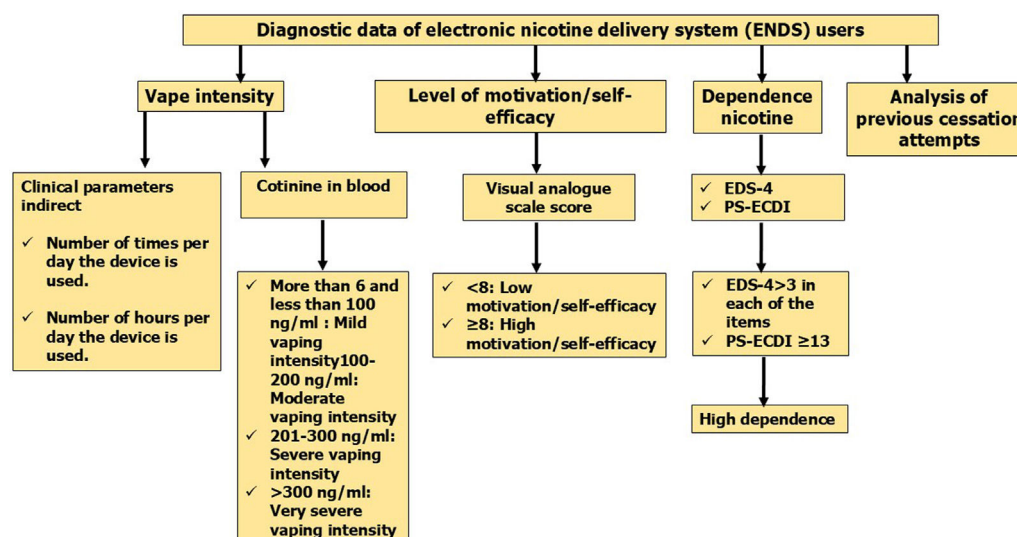 Diagnostic data of electronic nicotine delivery system (ENDS) users
Vape intensity
Level of motivation/self-
efficacy
Dependence
nicotine
Analysis of
previous cessation
attempts
Clinical parameters
indirect
✓ Number of times per
day the device is
used.
✓ Number of hours per
day the device is
used.
Cotinine in blood
✓ More than 6 and
less than 100
ng/ml : Mild
vaping
intensity100-
200 ng/ml:
Moderate
vaping intensity
✓ 201-300 ng/ml:
Severe vaping
intensity
✓ >300 ng/ml:
Very severe
vaping intensity
Visual analogue
scale score
✓ <8: Low
motivation/self-efficacy
✓ ≥8: High
motivation/self-efficacy
✓ EDS-4
✓ PS-ECDI
✓ EDS-4>3 in
each of the
items
✓ PS-ECDI ≥13
High dependence